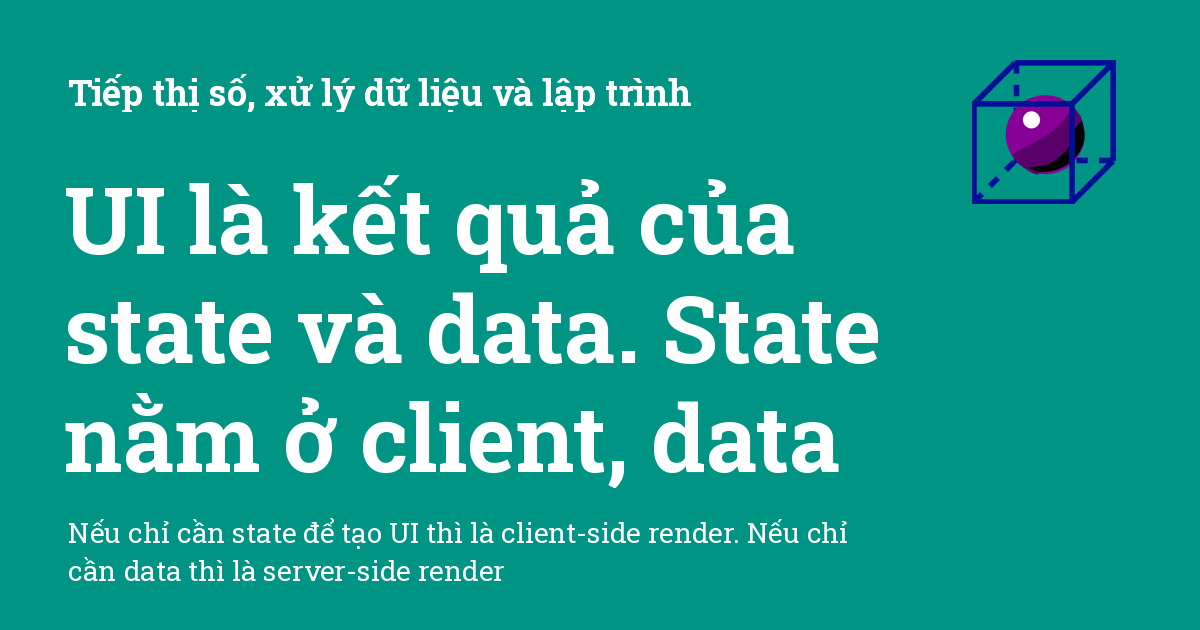 Tiếp thị số, xử lý dữ liệu và lập trình
UI là kết quả của
state và data. State
nằm ở client, data
Nếu chỉ cần state để tạo UI thì là client-side render. Nếu chỉ
cần data thì là server-side render